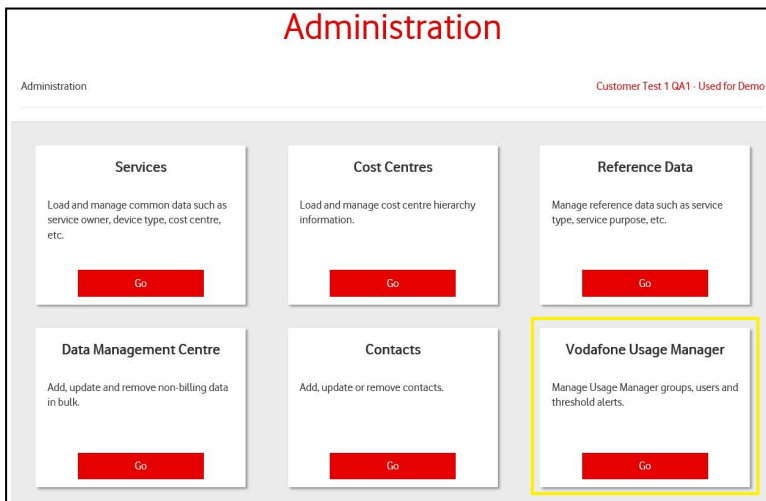 Administration
Administration
Customer Test 1 QA1 - Used for Demo
Services
Load and manage common data such as
service owner, device type, cost centre,
etc.
Go
Cost Centres
Load and manage cost centre hierarchy
information.
Go
Reference Data
Manage reference data such as service
type, service purpose, etc.
Go
Data Management Centre
Add, update and remove non-billing data
in bulk.
Go
Contacts
Add, update or remove contacts.
Go
Vodafone Usage Manager
Manage Usage Manager groups, users and
threshold alerts.
Go